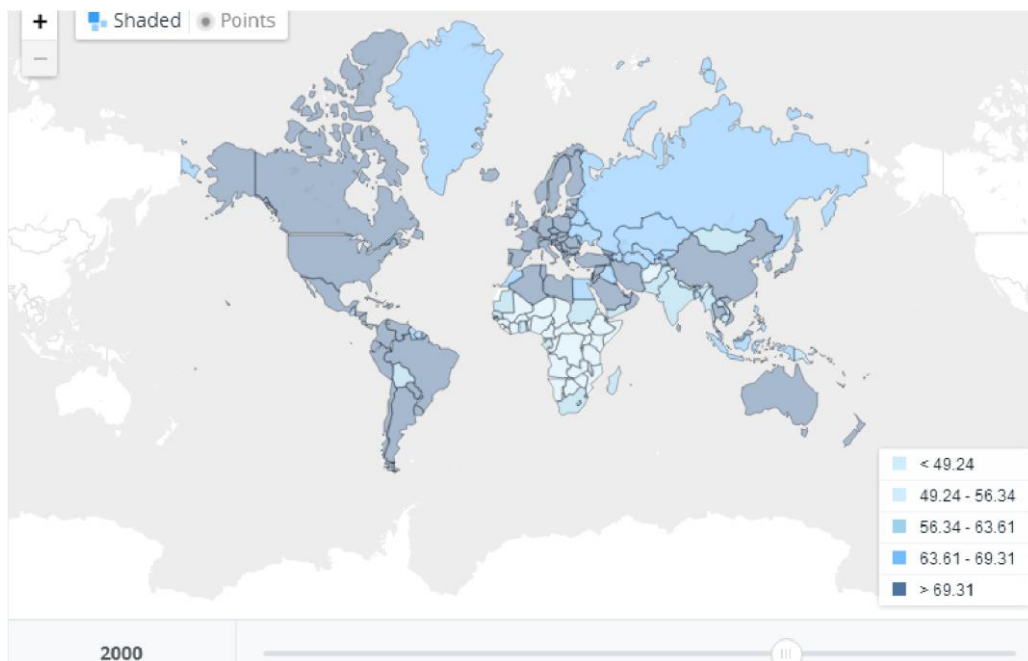 +
Shaded
Points
−
< 49.24
49.24 - 56.34
56.34 - 63.61
63.61 - 69.31
> 69.31
2000